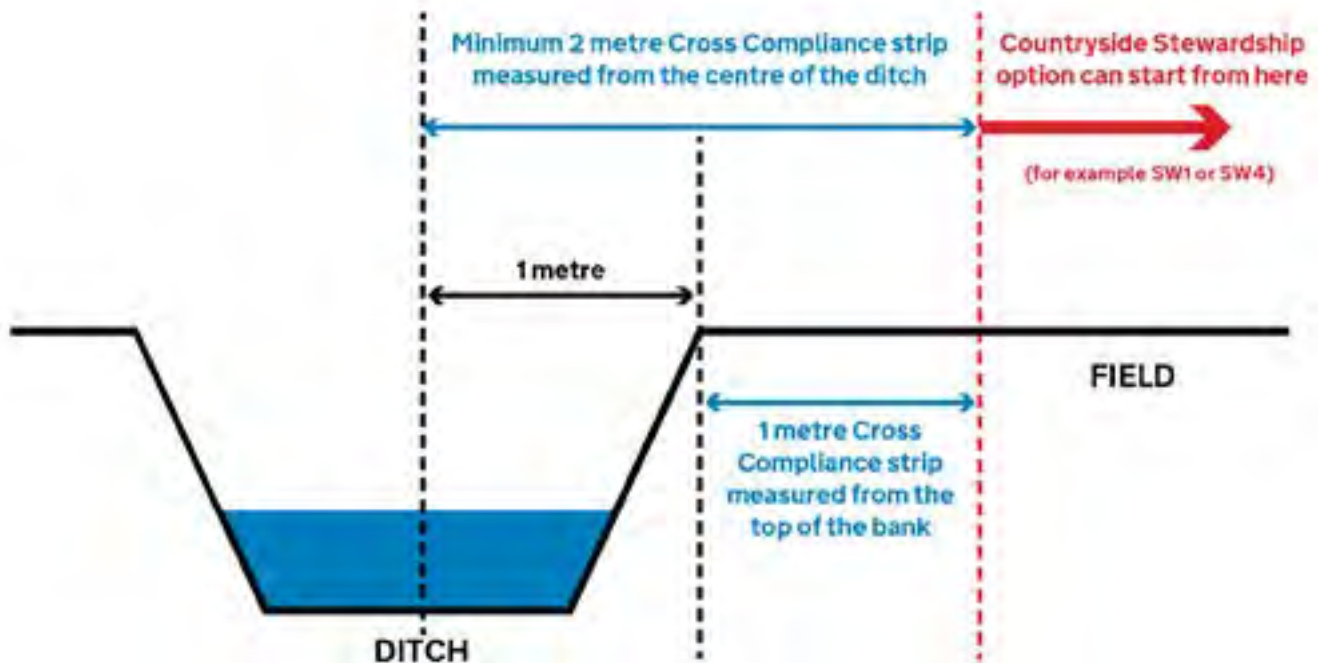 Minimum 2 metre Cross Compliance strip
measured from the centre of the ditch
Countryside Stewardship
option can start from here
(for example SW1 or SW4)
1 metre
FIELD
1 metre Cross
Compliance strip
measured from the
top of the bank
DITCH